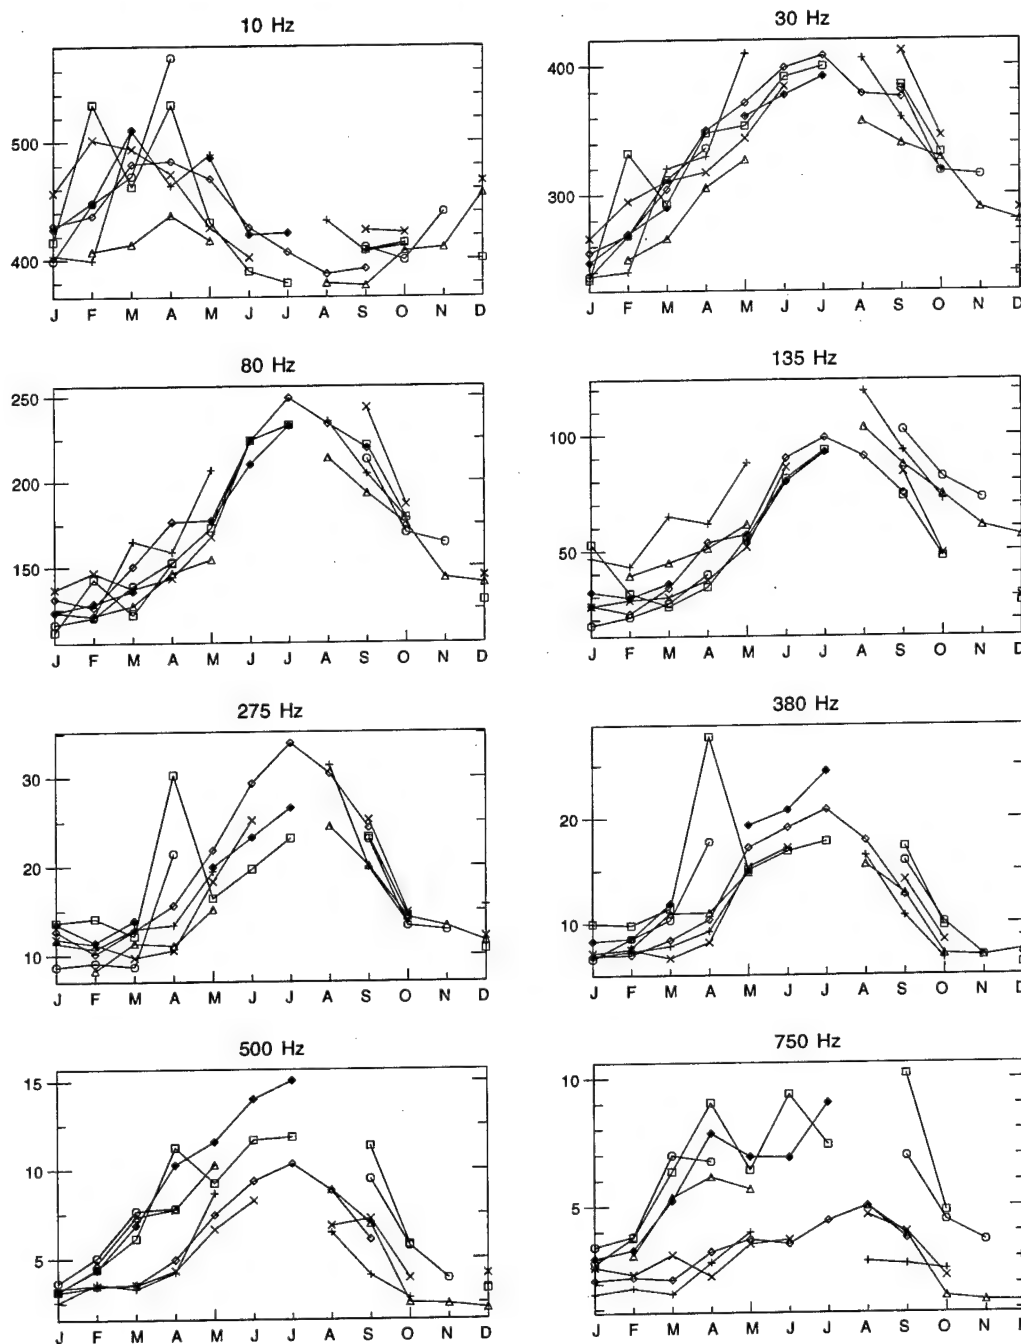 10 Hz
500
400
J F M A M J J A S O N D
30 Hz
400
300
J F M A M J J A S O N D
80 Hz
250
200
150
J F M A M J J A S O N D
135 Hz
100
50
J F M A M J J A S O N D
275 Hz
30
20
10
J F M A M J J A S O N D
380 Hz
20
10
J F M A M J J A S O N D
500 Hz
15
10
5
J F M A M J J A S O N D
750 Hz
10
5
J F M A M J J A S O N D